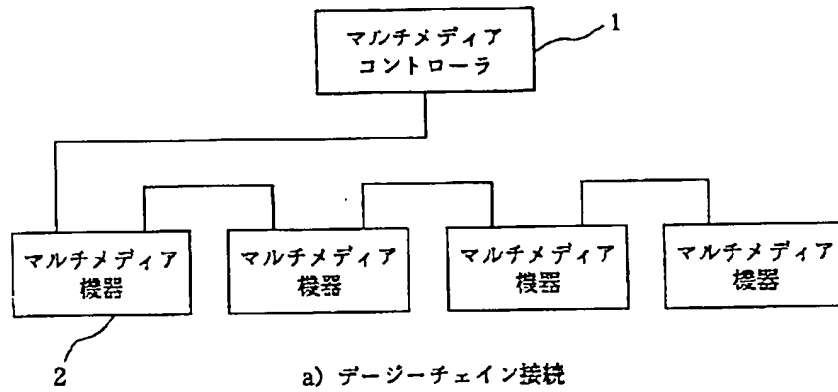 マルチメディア
コントローラ
1
マルチメディア
機器
マルチメディア
機器
マルチメディア
機器
マルチメディア
機器
2
a) デージーチェイン接続